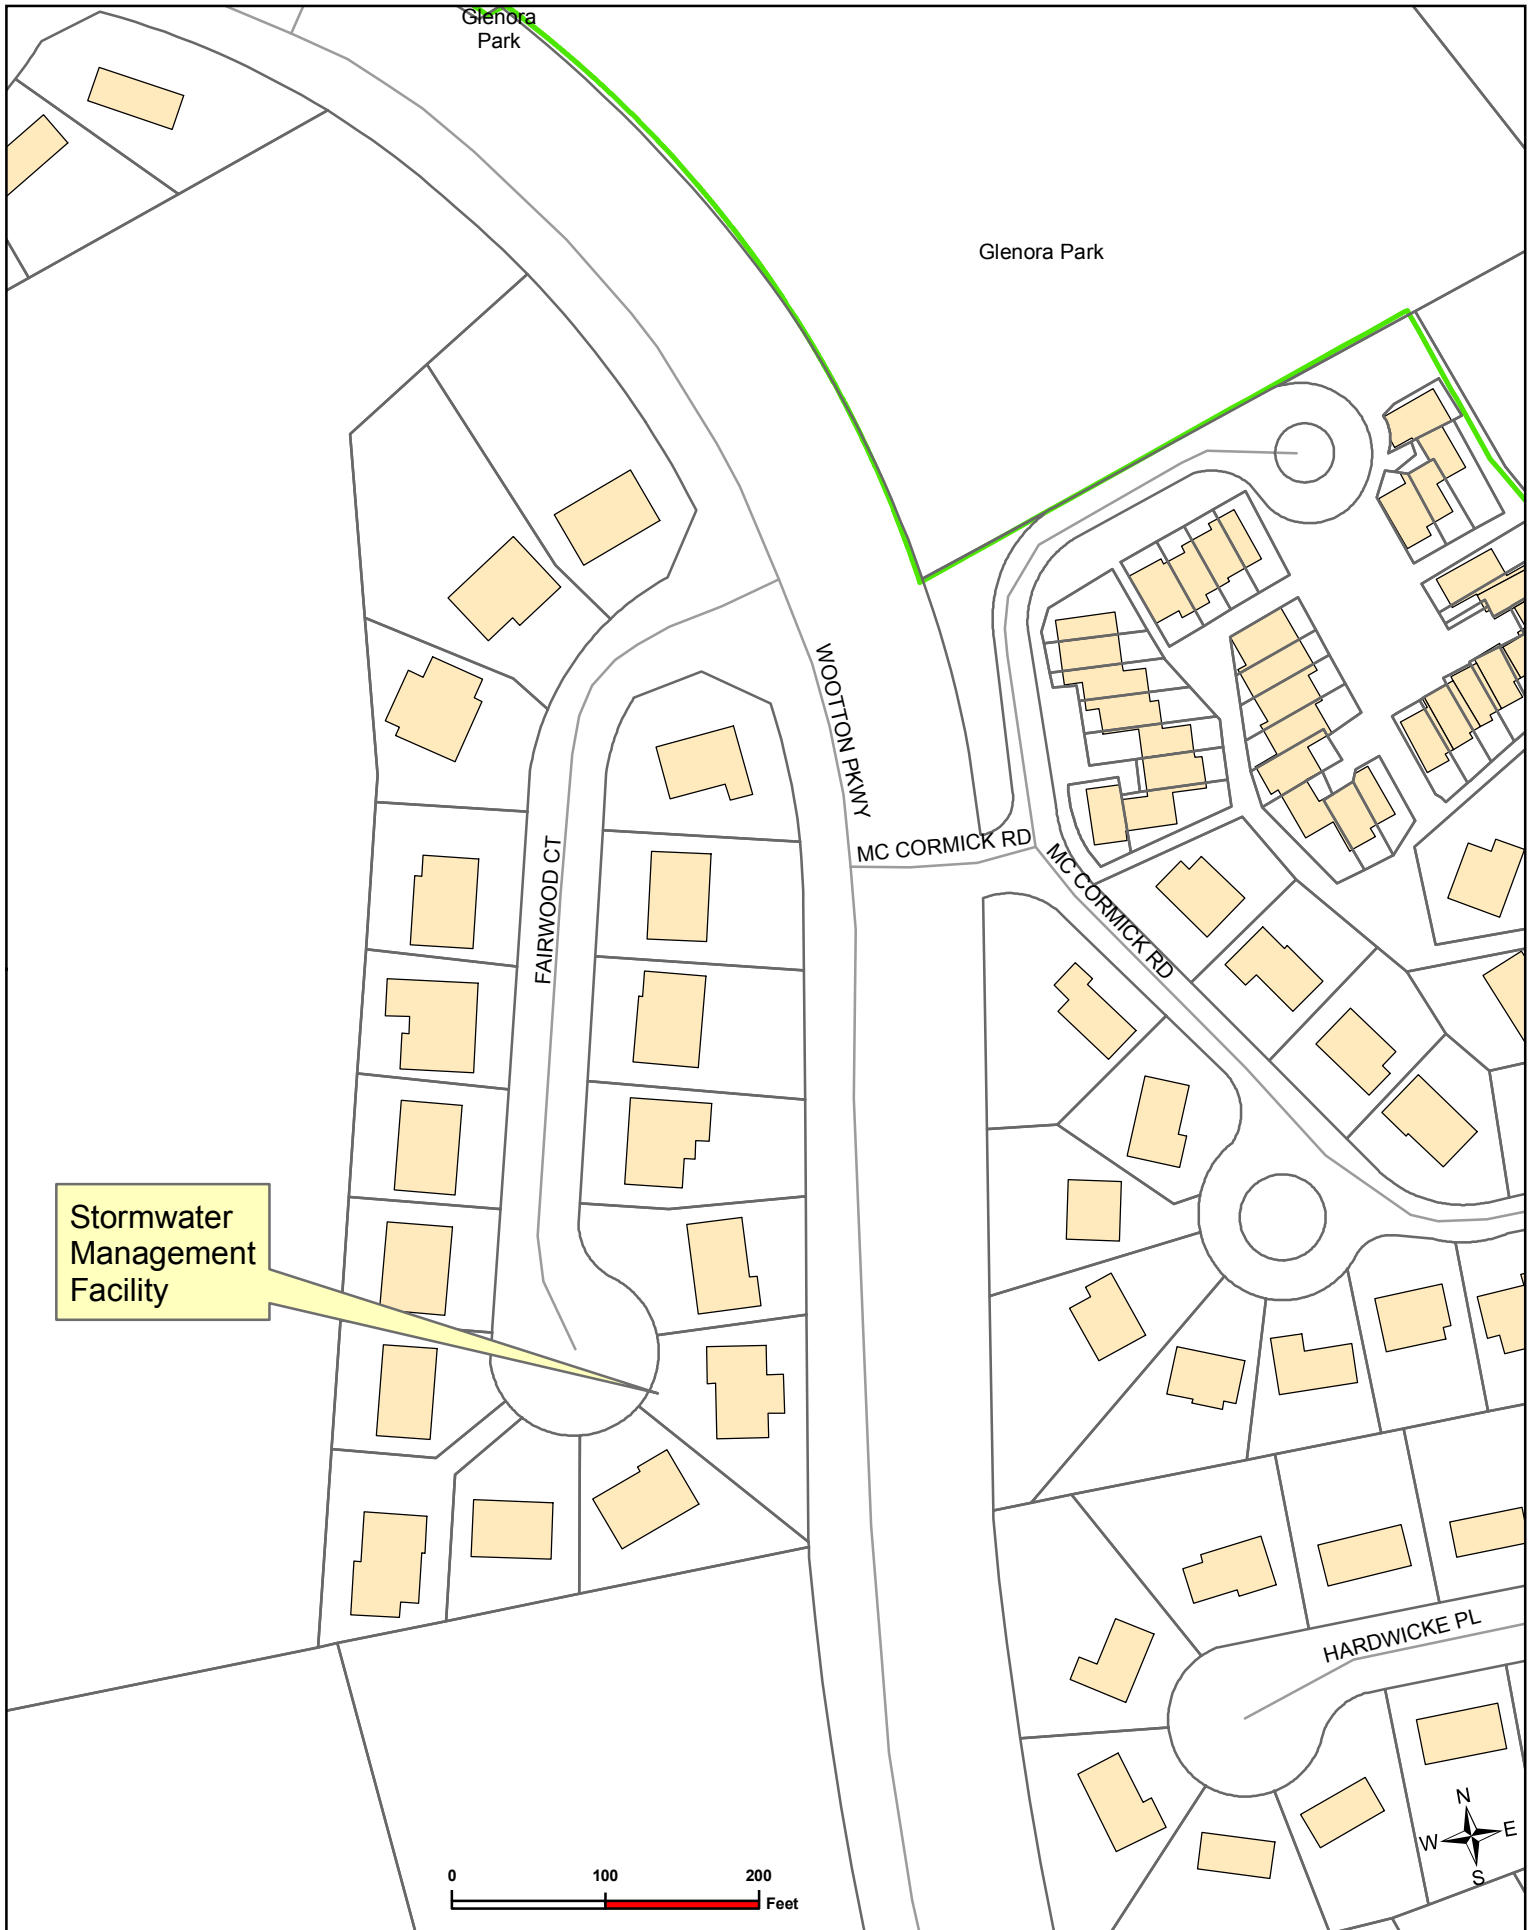 Glenora
Park
Glenora Park
WOOTTON PKWY
MC CORMICK RD
MC CORMICK RD
FAIRWOOD CT
Stormwater
Management
Facility
HARDWICKE PL
N
W E
S
0 100 200
Feet